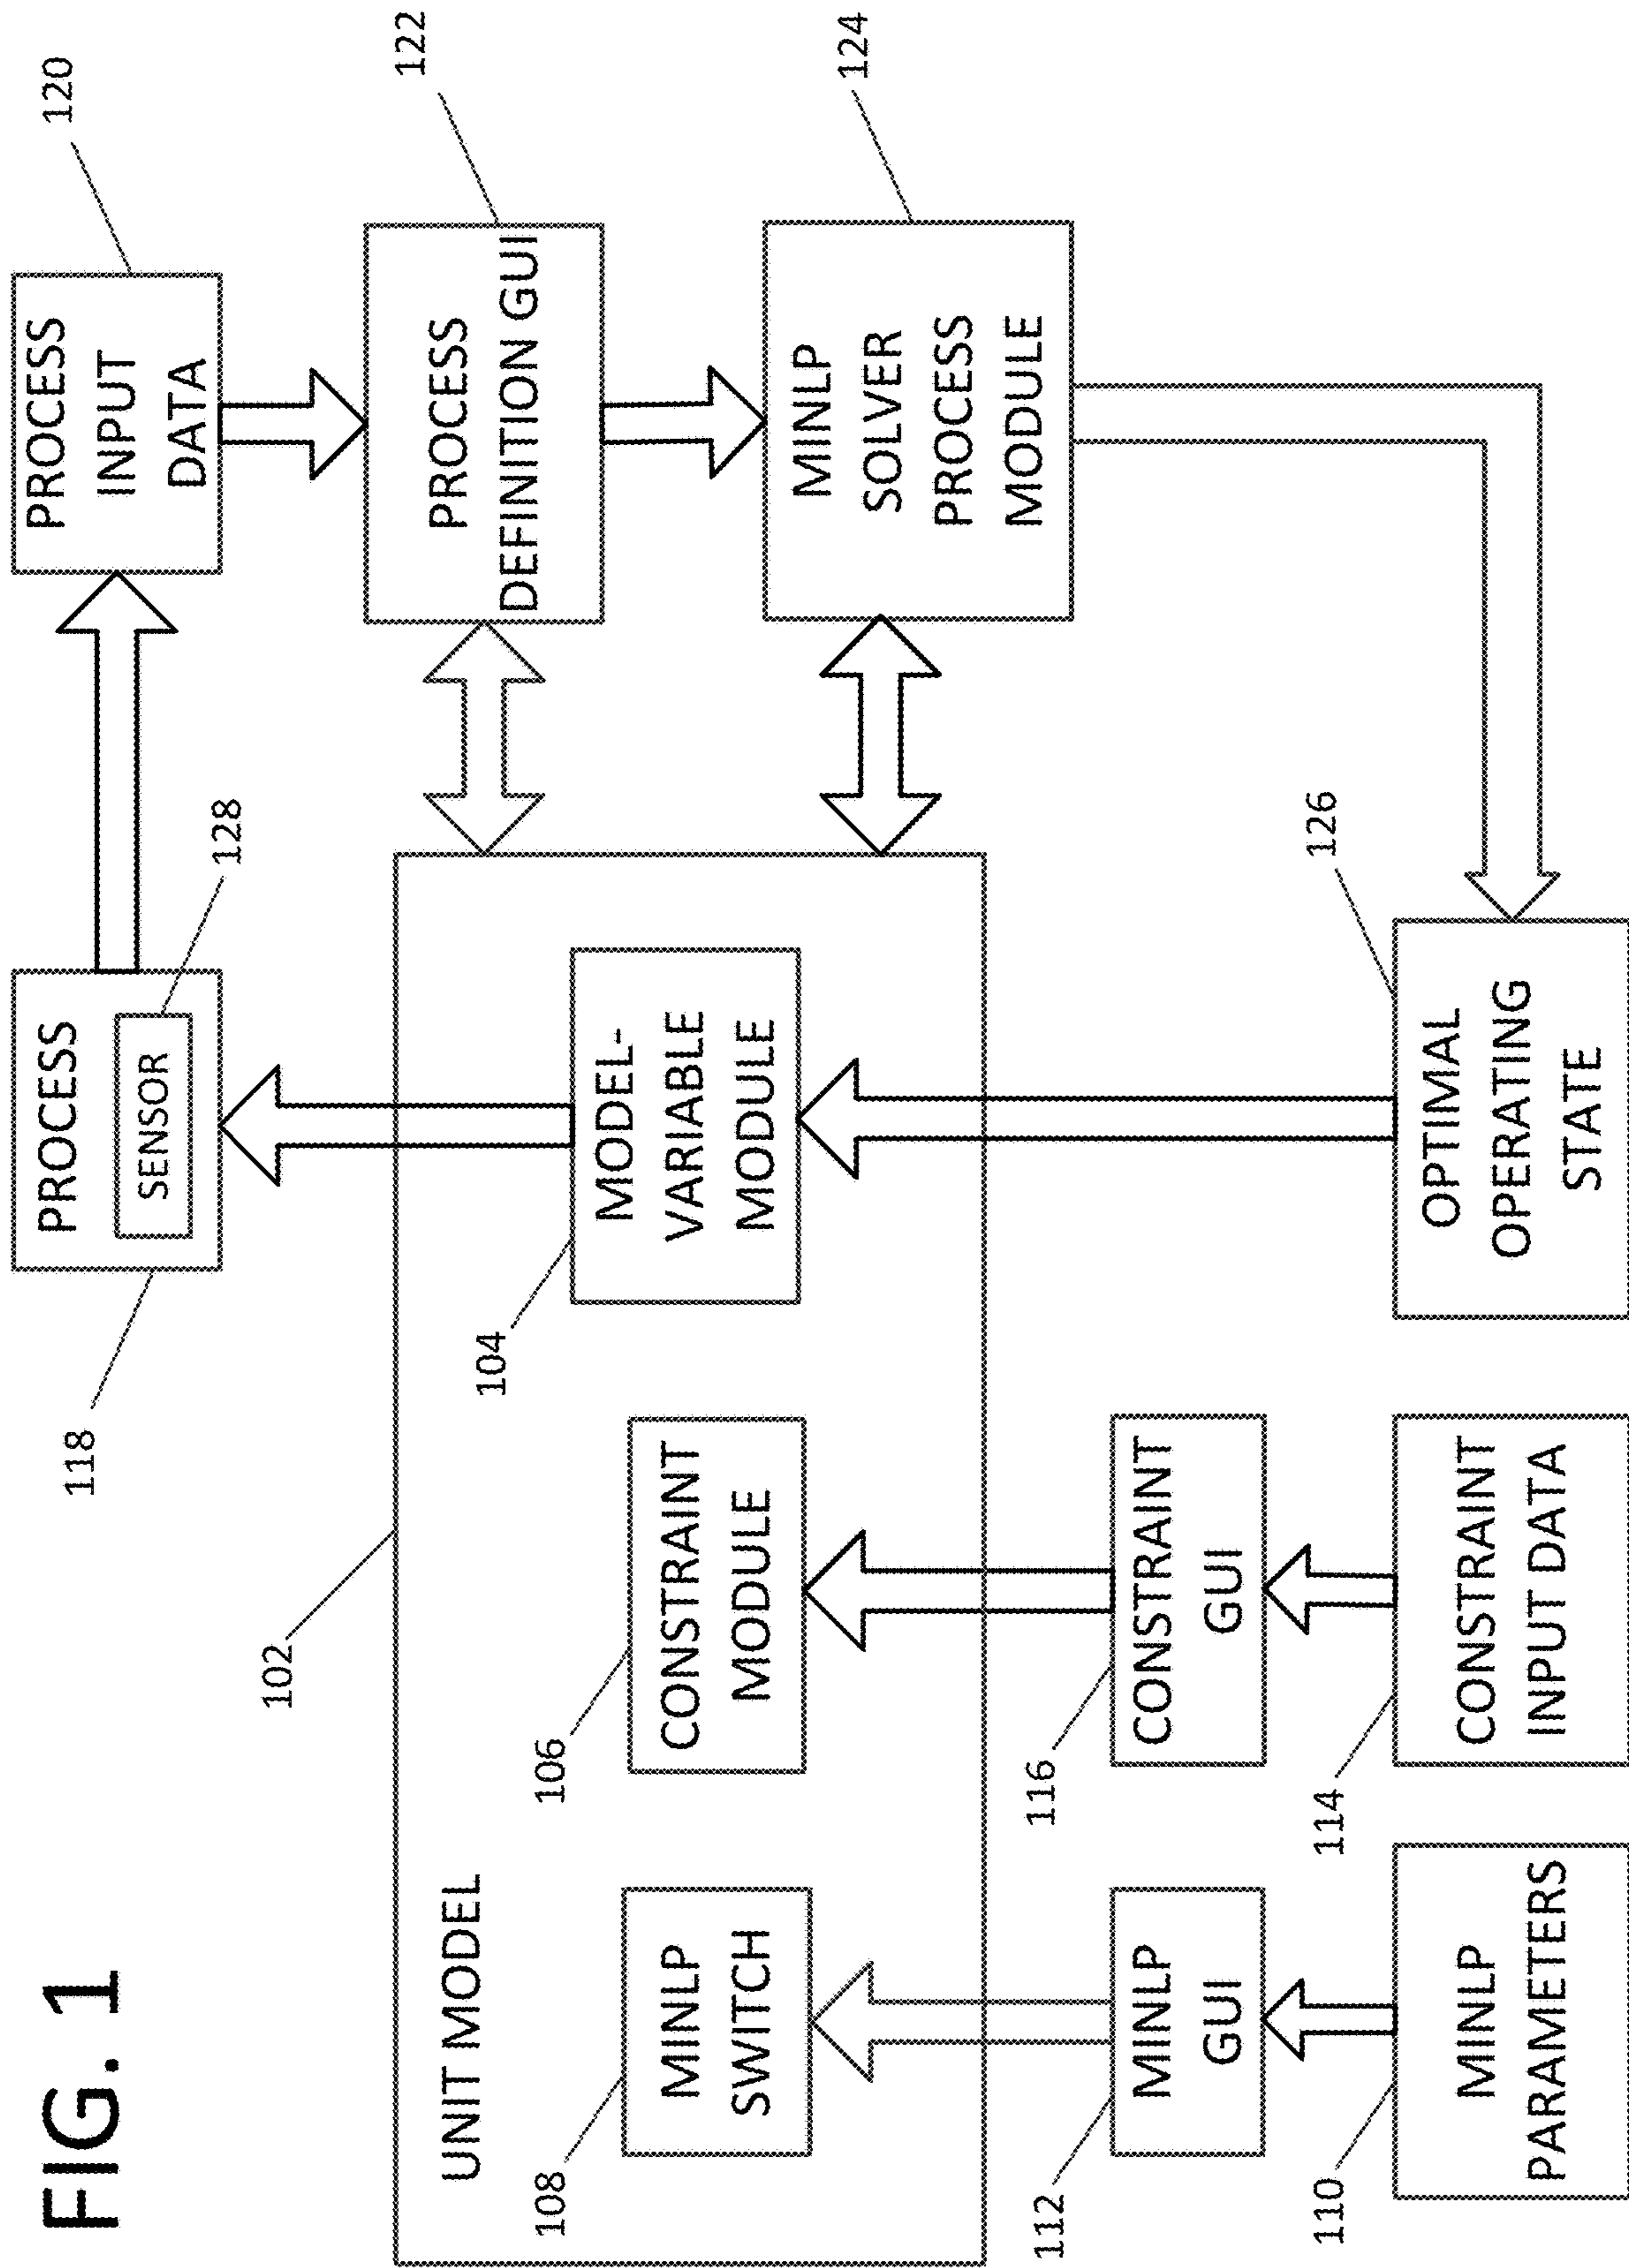 FIG. 1
118
PROCESS
SENSOR
128
PROCESS
INPUT
DATA
120
102
UNIT MODEL
108
MINLP
SWITCH
106
CONSTRAINT
MODULE
104
MODEL-
VARIABLE
MODULE
PROCESS
DEFINITION GUI
122
MINLP
SOLVER
PROCESS
MODULE
124
112
MINLP
GUI
116
CONSTRAINT
GUI
110
MINLP
PARAMETERS
114
CONSTRAINT
INPUT DATA
126
OPTIMAL
OPERATING
STATE